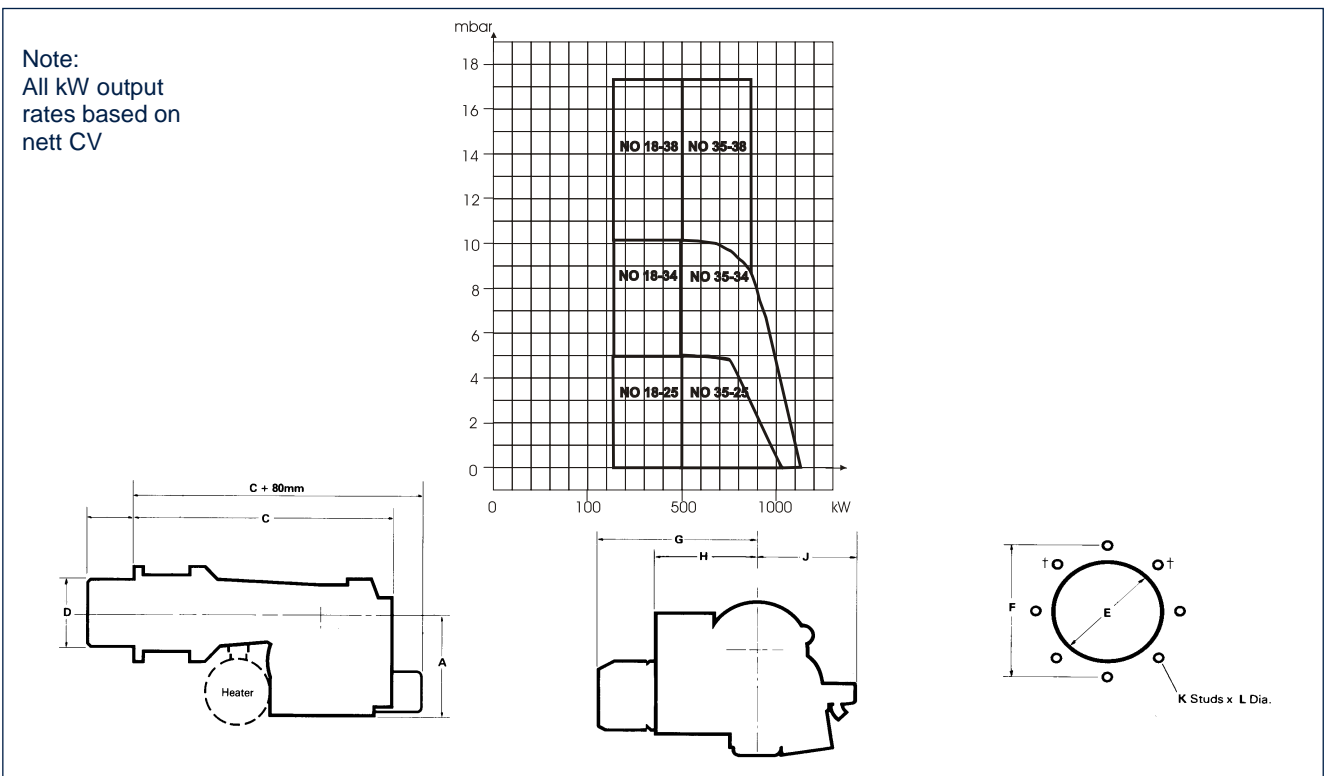 Note:
All kW output
rates based on
nett CV
mbar
18
16
14
12
10
8
6
4
2
0
NO 18-38 NO 35-38
NO 18-34 NO 35-34
NO 18-25 NO 35-25
0 100 500 1000 kW
C + 80mm
C
D
A
Heater
G
H
J
† †
F
E
K Studs x L Dia.